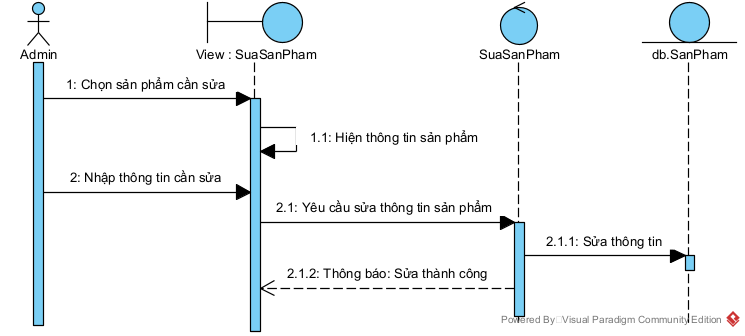 Admin
View : SuaSanPham
SuaSanPham
db.SanPham
1: Chọn sản phẩm cần sửa
1.1: Hiện thông tin sản phẩm
2: Nhập thông tin cần sửa
2.1: Yêu cầu sửa thông tin sản phẩm
2.1.1: Sửa thông tin
2.1.2: Thông báo: Sửa thành công
Powered By Visual Paradigm Community Edition